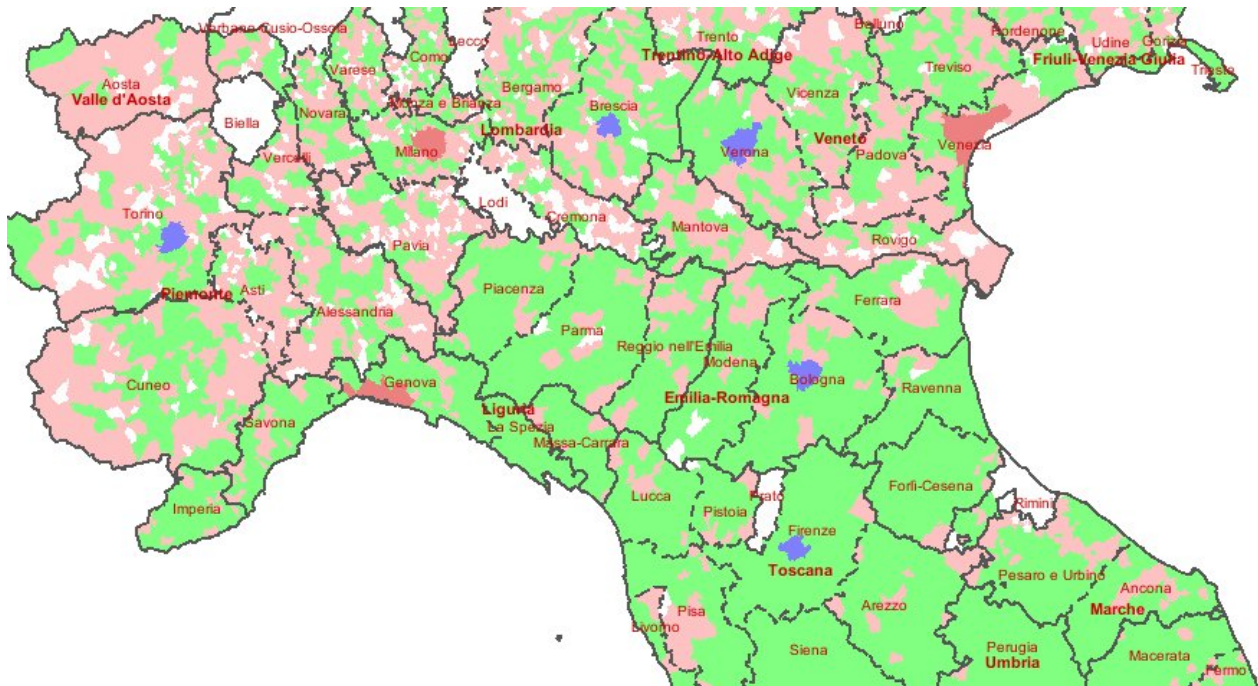 Verbano-Cusio-Ossola
Aosta
Valle d'Aosta
Varese
Como
Lecco
Bergamo
Trento
Trentino-Alto Adige
Belluno
Pordenone
Udine
Gorizia
Friuli-Venezia Giulia
Trieste
Treviso
Biella
Novara
Monza e Brianza
Brescia
Vicenza
Lombardia
Veneto
Vercelli
Milano
Verona
Padova
Venezia
Torino
Lodi
Cremona
Mantova
Rovigo
Pavia
Piemonte
Asti
Alessandria
Piacenza
Ferrara
Parma
Reggio nell'Emilia
Modena
Cuneo
Genova
Bologna
Ravenna
Emilia-Romagna
Liguria
Savona
La Spezia
Massa-Carrara
Imperia
Lucca
Pistoia
Prato
Forlì-Cesena
Rimini
Firenze
Toscana
Pesaro e Urbino
Ancona
Marche
Livorno
Pisa
Arezzo
Siena
Perugia
Umbria
Macerata
Fermo